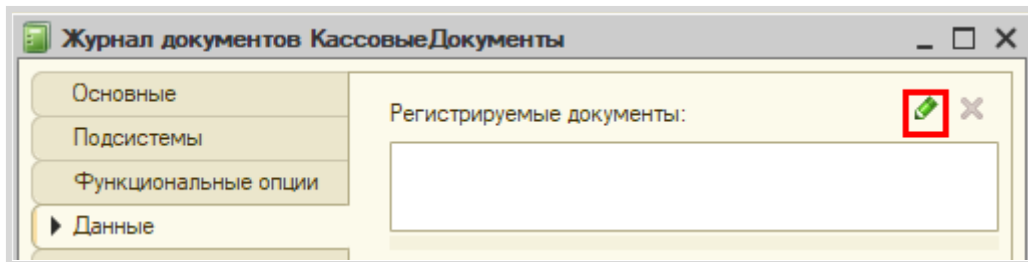 Журнал документов КассовыеДокументы
Основные
Подсистемы
Функциональные опции
Данные
Регистрируемые документы: